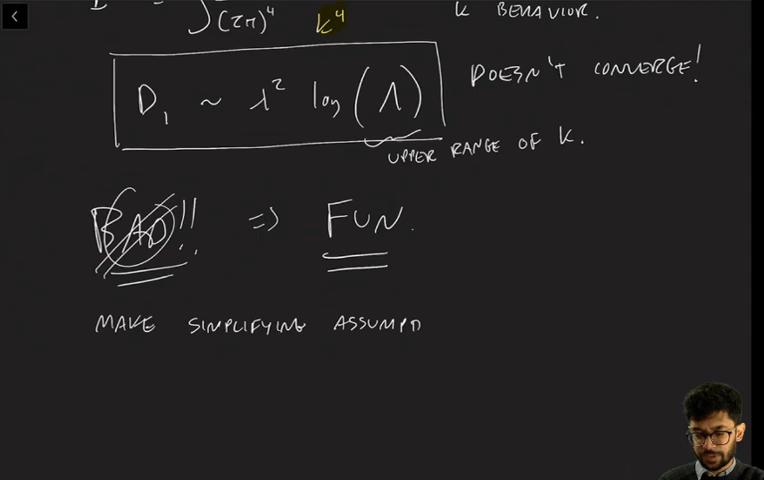 ∫ (2π)⁴ k⁴
K BEHAVIOR.
D₁ ~ λ² log(Λ)
DOESN'T CONVERGE!
UPPER RANGE OF K.
BAD!! => FUN.
MAKE SIMPLIFYING ASSUMPT